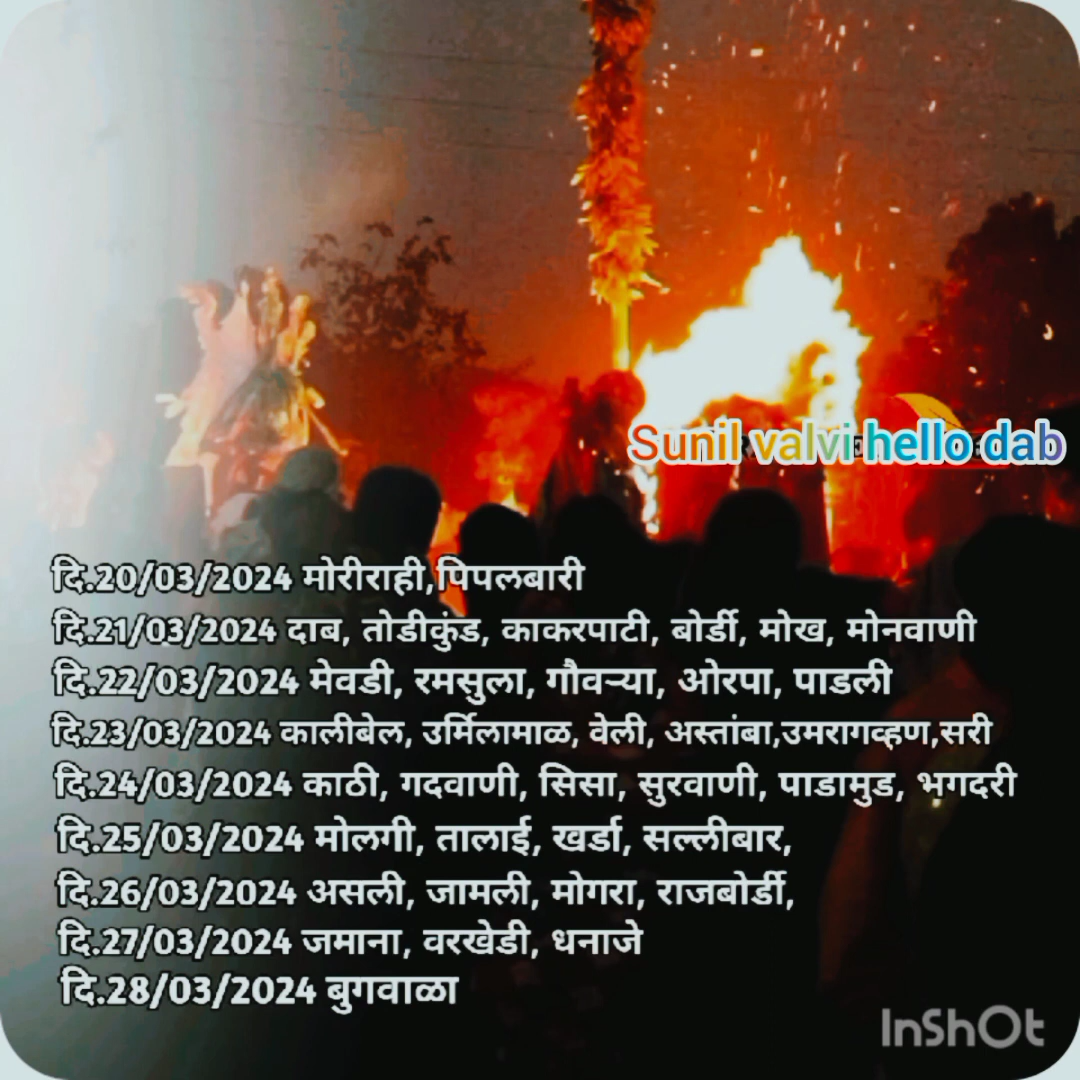 Sunil valvi hello dab
दि.20/03/2024 मोरीराही,पिपलबारी
दि.21/03/2024 दाब, तोडीकुंड, काकरपाटी, बोर्डी, मोख, मोनवाणी
दि.22/03/2024 मेवडी, रमसुला, गौवऱ्या, ओरपा, पाडली
दि.23/03/2024 कालीबेल, उर्मिलामाळ, वेली, अस्तांबा,उमरागव्हण,सरी
दि.24/03/2024 काठी, गदवाणी, सिसा, सुरवाणी, पाडामुड, भगदरी
दि.25/03/2024 मोलगी, तालाई, खर्डा, सल्लीबार,
दि.26/03/2024 असली, जामली, मोगरा, राजबोर्डी,
दि.27/03/2024 जमाना, वरखेडी, धनाजे
दि.28/03/2024 बुगवाळा
InShOt